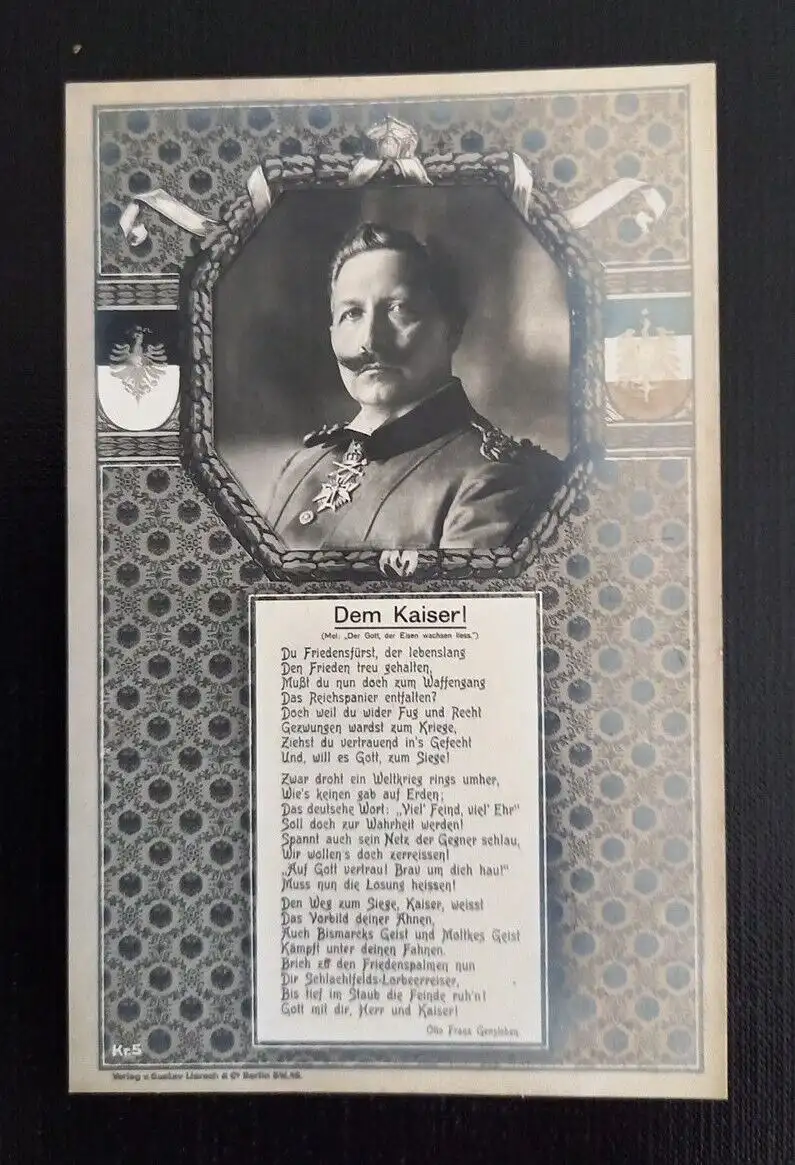 Dem Kaiser!
(Mel: „Der Gott, der Eisen wachsen liess.“)
Du Friedensfürst, der lebenslang
Den Frieden treu gehalten,
Mußt du nun doch zum Waffengang
Das Reichspanier entfalten?
Doch weil du wider Fug und Recht
Gezwungen wardst zum Kriege,
Ziehst du vertrauend in's Gefecht
Und, will es Gott, zum Siege!
Zwar droht ein Weltkrieg rings umher,
Wie's keinen gab auf Erden;
Das deutsche Wort: „Viel' Feind, viel' Ehr“
Soll doch zur Wahrheit werden!
Spannt auch sein Netz der Gegner schlau,
Wir wollen's doch zerreissen!
„Auf Gott vertrau! Brav um dich hau!“
Muss nun die Losung heissen!
Den Weg zum Siege, Kaiser, weisst
Das Vorbild deiner Ahnen,
Auch Bismarcks Geist und Moltkes Geist
Kämpft unter deinen Fahnen.
Brich zu den Friedenspalmen nun
Dir Schlachtfelds-Lorbeerreiser,
Bis tief im Staub die Feinde ruh'n!
Gott mit dir, Herr und Kaiser!
Otto Franz Gensichen
Kr.5
Verlag v. Gustav Liersch & Co Berlin SW.